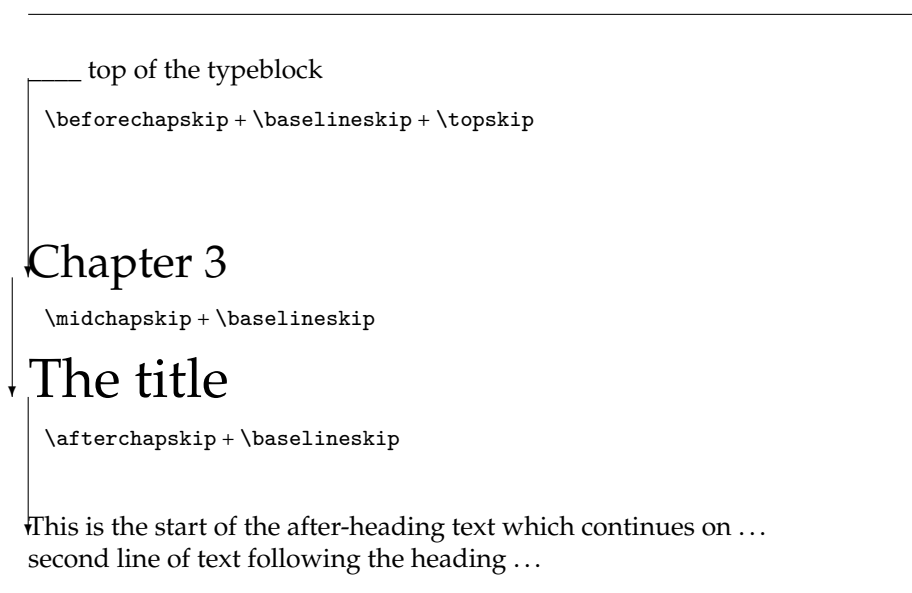 ____ top of the typeblock
\beforechapskip + \baselineskip + \topskip
Chapter 3
\midchapskip + \baselineskip
The title
\afterchapskip + \baselineskip
This is the start of the after-heading text which continues on ...
second line of text following the heading ...